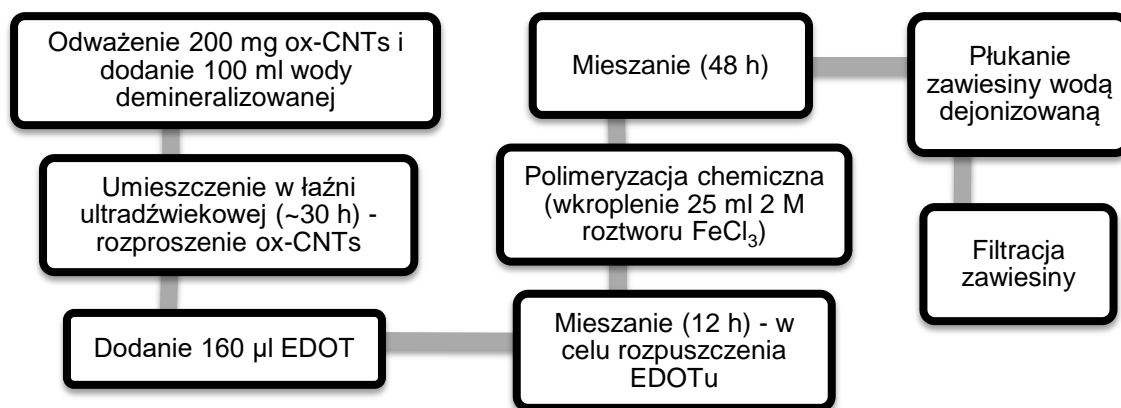 Odważenie 200 mg ox-CNTs i
dodanie 100 ml wody
demineralizowanej
Umieszczenie w łaźni
ultradźwiekowej (~30 h) -
rozproszenie ox-CNTs
Dodanie 160 µl EDOT
Mieszanie (12 h) - w
celu rozpuszczenia
EDOTu
Polimeryzacja chemiczna
(wkroplenie 25 ml 2 M
roztworu FeCl₃)
Mieszanie (48 h)
Płukanie
zawiesiny wodą
dejonizowaną
Filtracja
zawiesiny